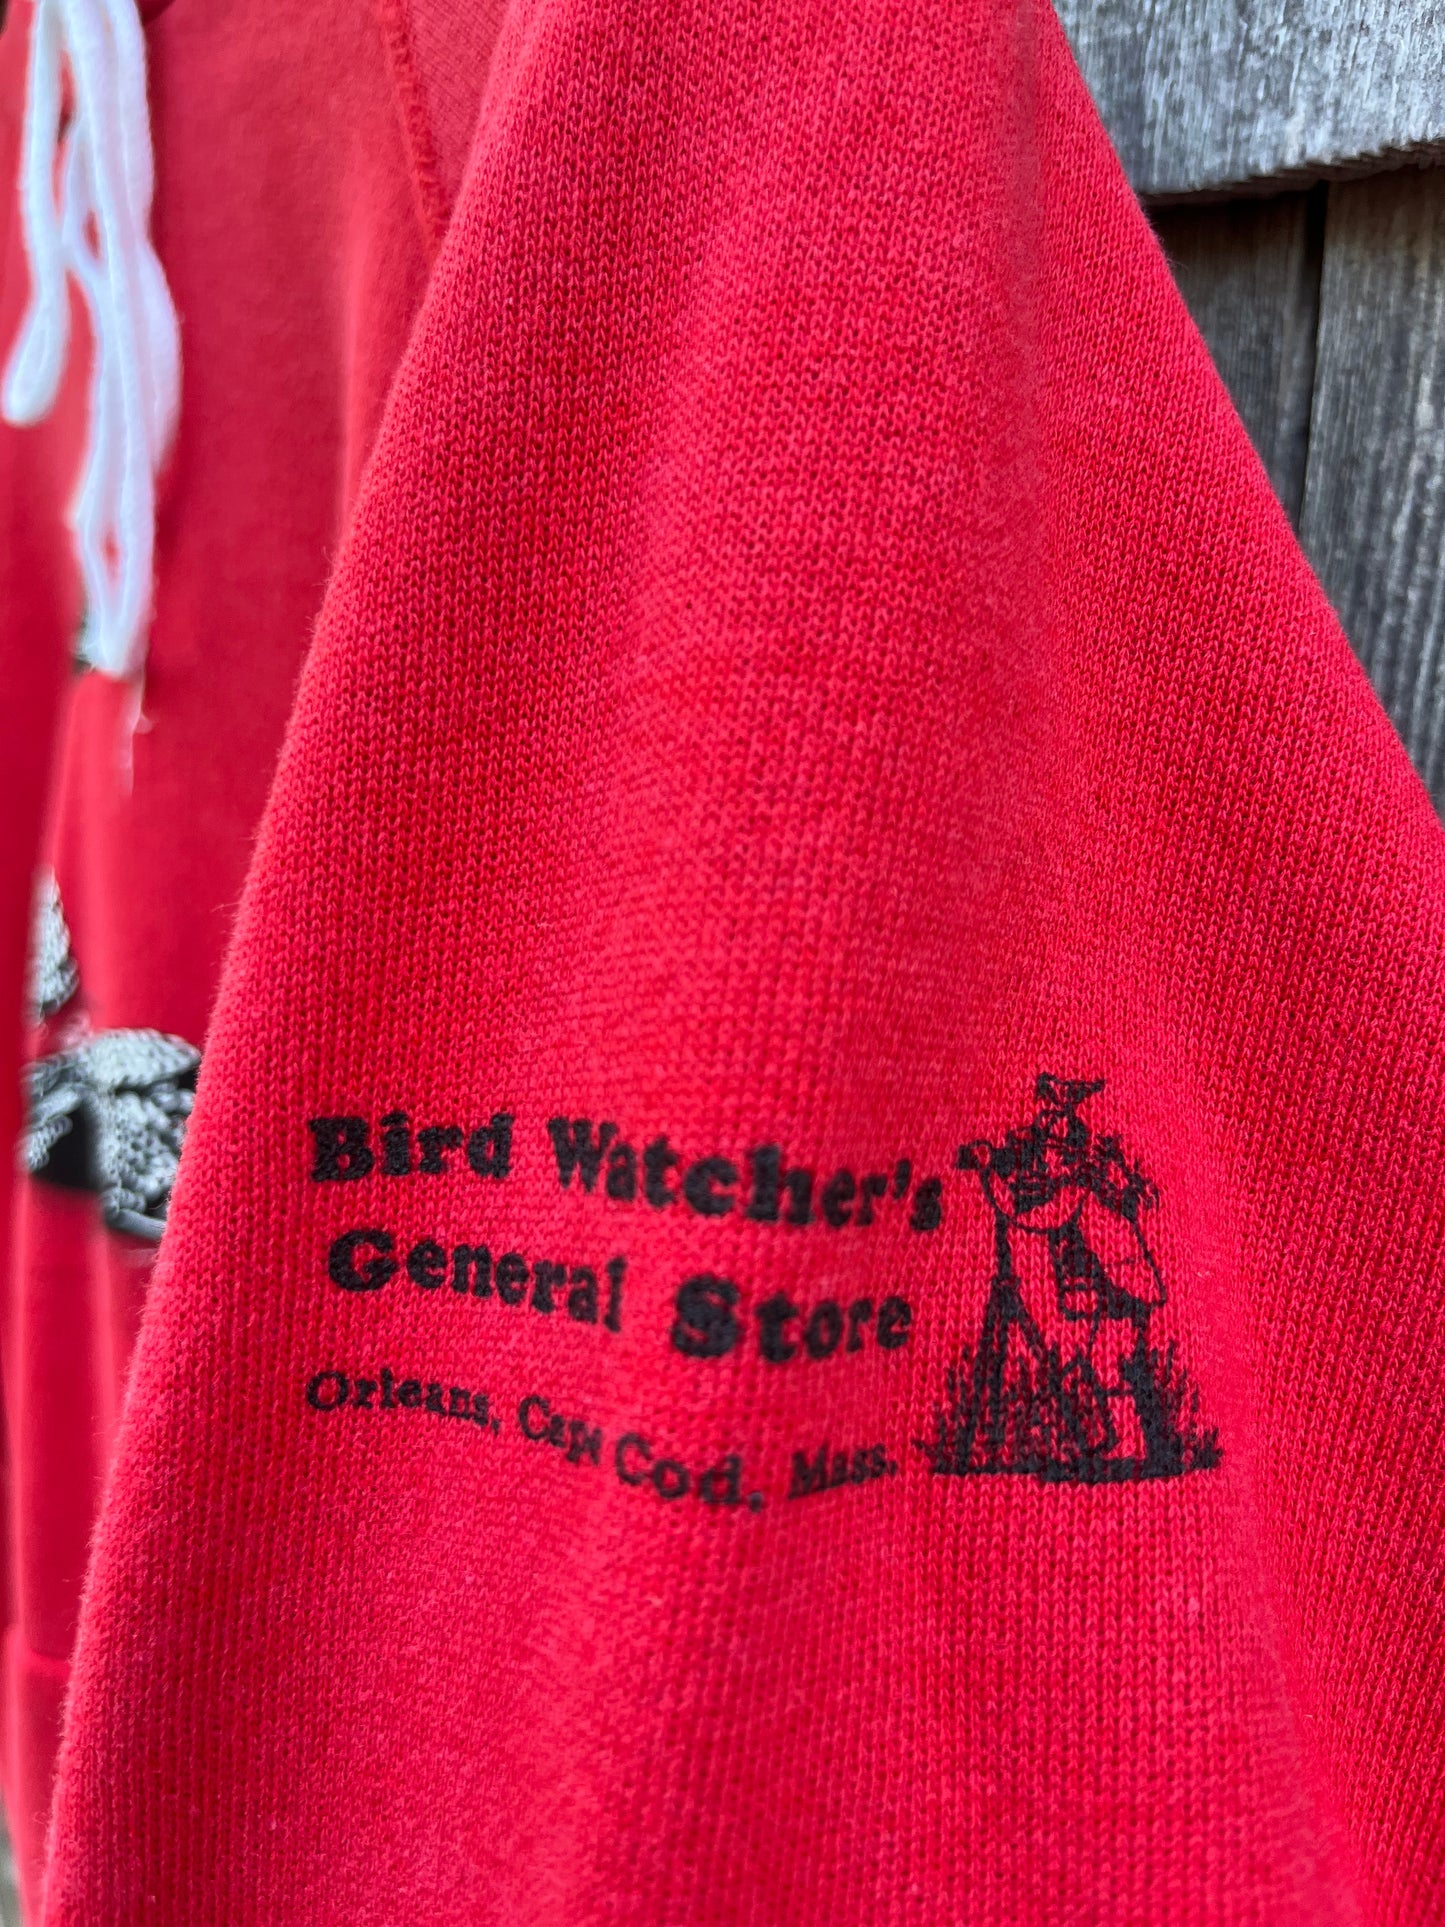 Bird Watcher's
General Store
Orleans, Cape Cod, Mass.